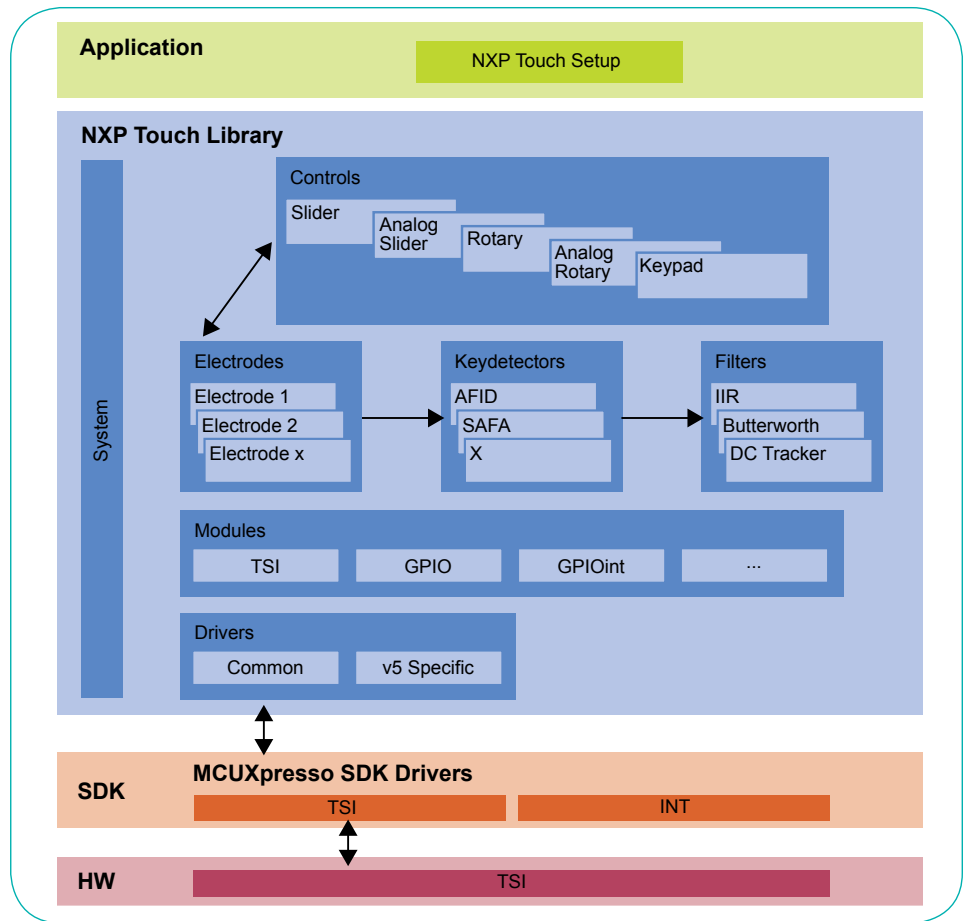 Application
NXP Touch Setup
NXP Touch Library
System
Controls
Slider
Analog
Slider
Rotary
Analog
Rotary
Keypad
Electrodes
Electrode 1
Electrode 2
Electrode x
Keydetectors
AFID
SAFA
X
Filters
IIR
Butterworth
DC Tracker
Modules
TSI
GPIO
GPIOint
...
Drivers
Common
v5 Specific
SDK
MCUXpresso SDK Drivers
TSI
INT
HW
TSI